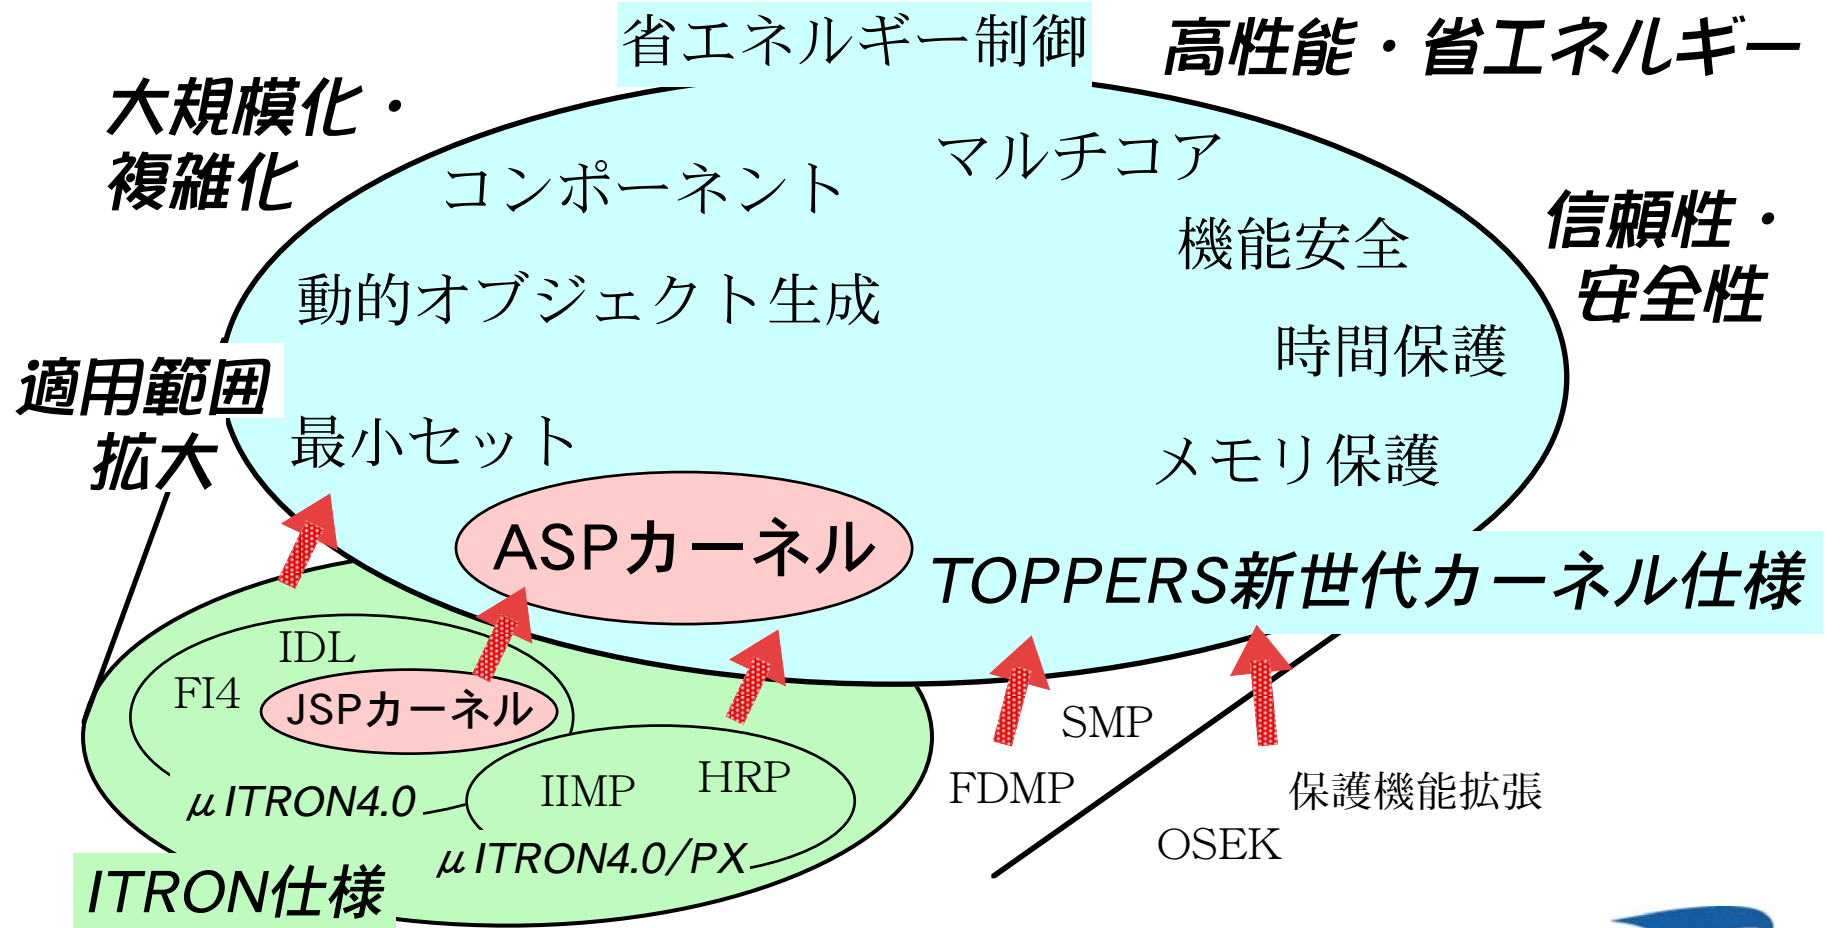 省エネルギー制御
高性能・省エネルギー
大規模化・
複雑化
コンポーネント
マルチコア
機能安全
信頼性・
安全性
動的オブジェクト生成
時間保護
適用範囲
拡大
最小セット
メモリ保護
ASPカーネル
TOPPERS新世代カーネル仕様
IDL
FI4
JSPカーネル
μITRON4.0
IIMP
HRP
μITRON4.0/PX
ITRON仕様
SMP
FDMP
保護機能拡張
OSEK